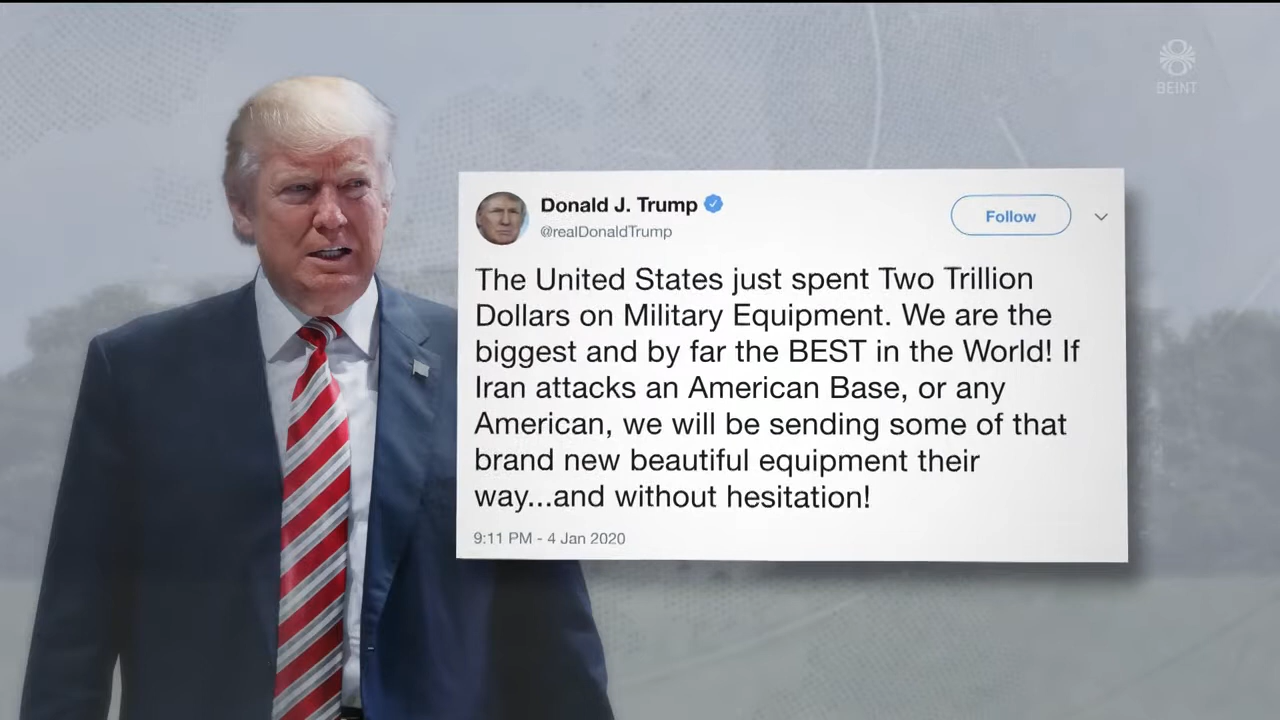 BEINT
Donald J. Trump
@realDonaldTrump
Follow
The United States just spent Two Trillion
Dollars on Military Equipment. We are the
biggest and by far the BEST in the World! If
Iran attacks an American Base, or any
American, we will be sending some of that
brand new beautiful equipment their
way...and without hesitation!
9:11 PM - 4 Jan 2020